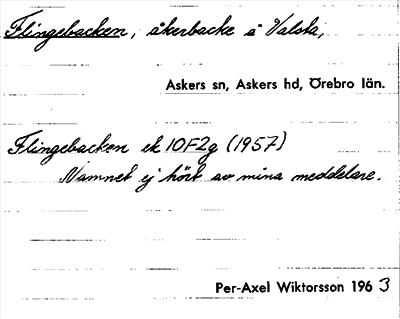 Flingebacken, åkerbacke å Valsta,
Askers sn, Askers hd, Örebro län.
Flingebacken ek 10F2g (1957)
Namnet ej hört av mina meddelare.
Per-Axel Wiktorsson 1963